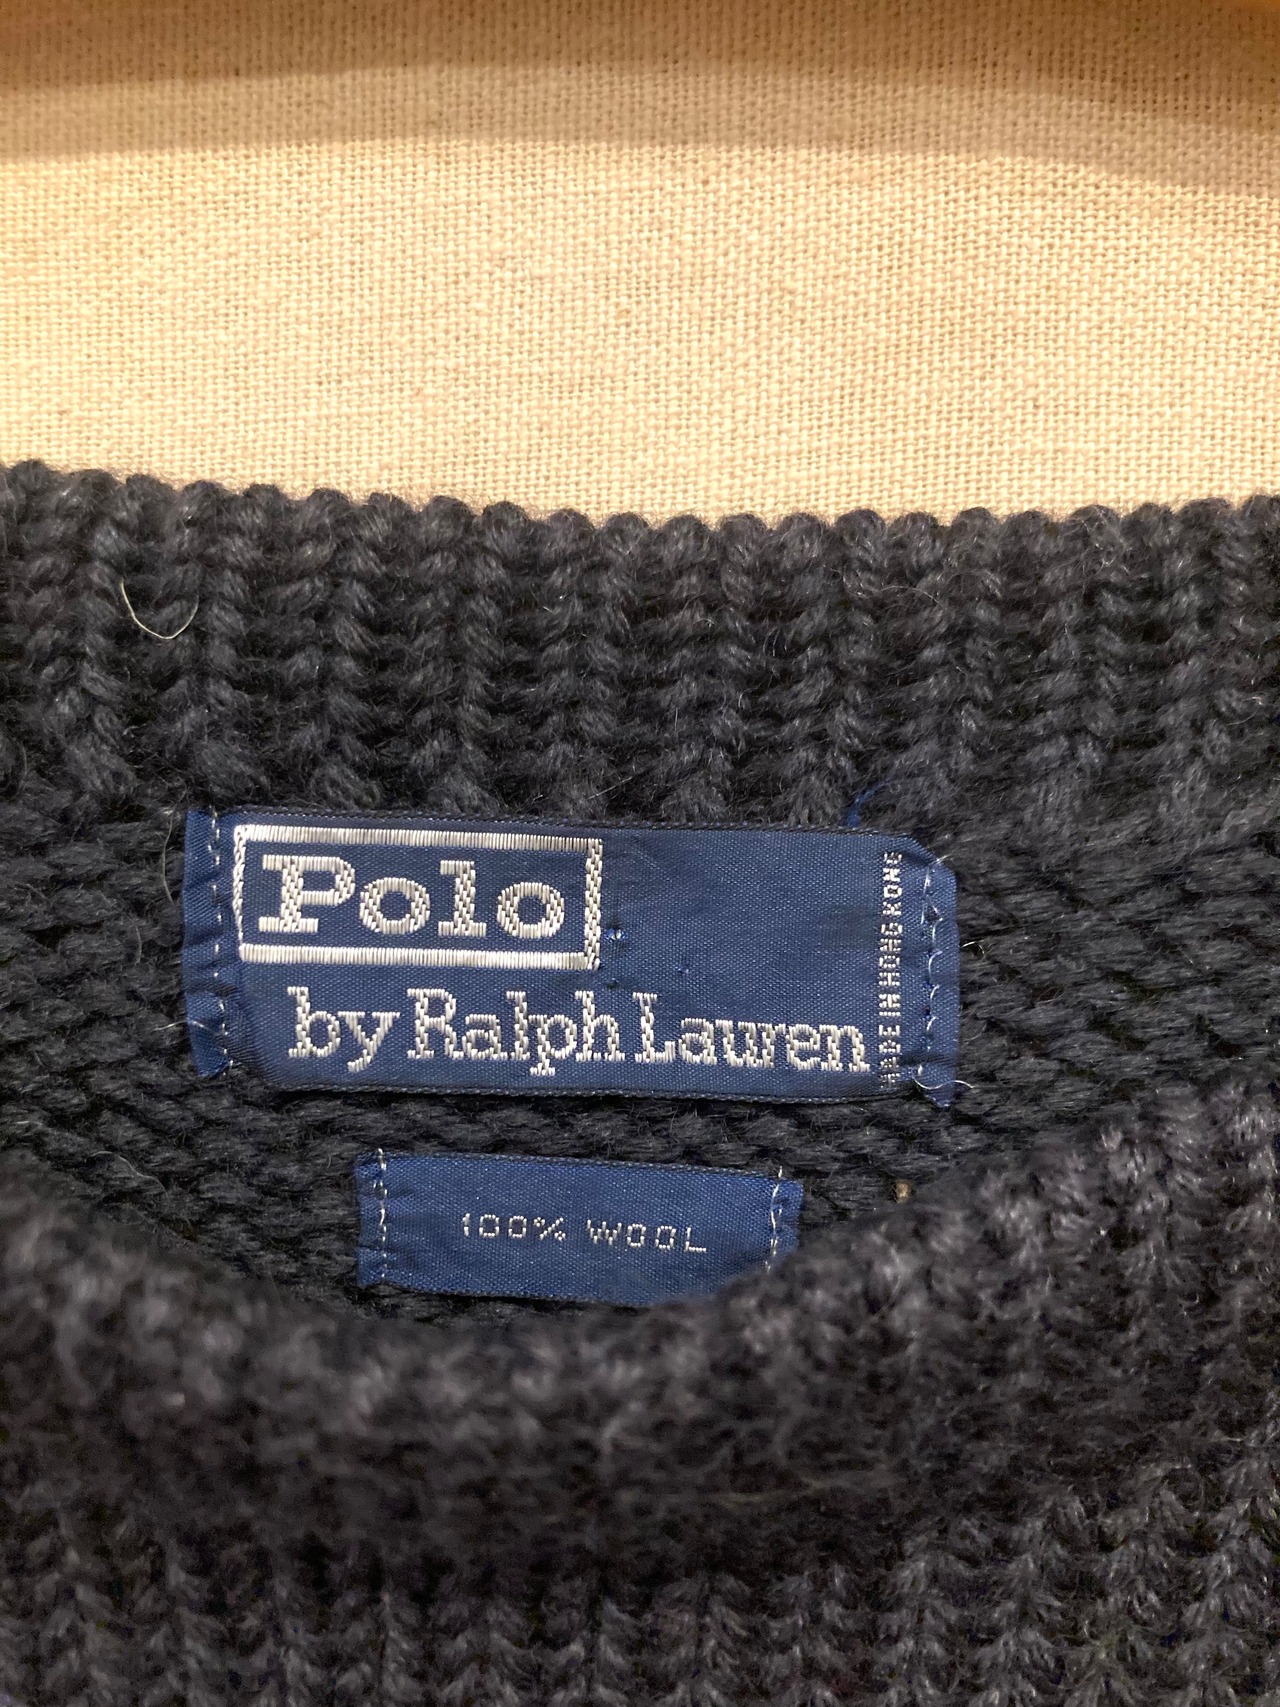 Polo
by Ralph Lauren
MADE IN HONG KONG
100% WOOL